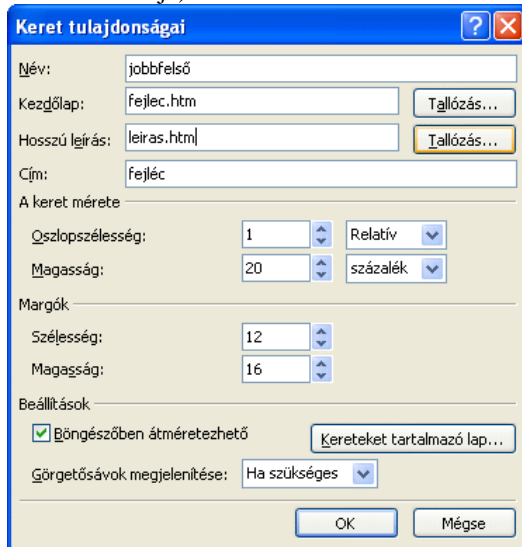 Keret tulajdonságai
Név: jobbfelső
Kezdőlap: fejlec.htm Tallózás...
Hosszú leírás: leiras.htm Tallózás...
Cím: fejléc
A keret mérete
Oszlopszélesség: 1 Relatív
Magasság: 20 százalék
Margók
Szélesség: 12
Magasság: 16
Beállítások
Böngészőben átméretezhető Kereteket tartalmazó lap...
Görgetősávok megjelenítése: Ha szükséges
OK Mégse